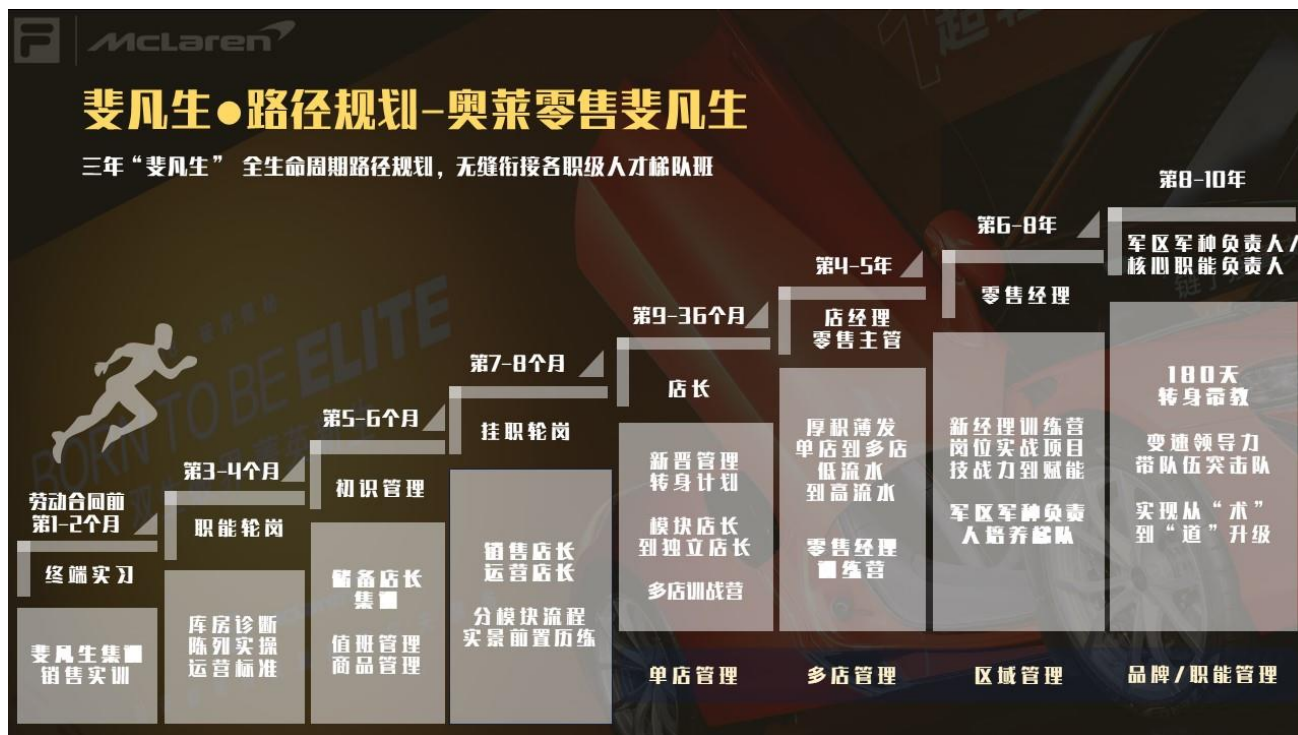 McLaren
斐凡生●路径规划-奥莱零售斐凡生
三年“斐凡生” 全生命周期路径规划，无缝衔接各职级人才梯队班
劳动合同前
第1-2个月
终端实习
斐凡生集
销售实训
第3-4个月
职能轮岗
库房诊断
陈列实操
运营标准
第5-6个月
初识管理
储备店长
集
值班管理
商品管理
第7-8个月
挂职轮岗
销售店长
运营店长
分模块流程
实景前置历练
第9-36个月
店长
新晋管理
转身计划
模块店长
到独立店长
多店训战营
单店管理
第4-5年
店经理
零售主管
厚积薄发
单店到多店
低流水
到高流水
零售经理
练营
多店管理
第6-8年
零售经理
新经理训练营
岗位实战项目
技战力到赋能
军区军种负责
人培养梯队
区域管理
第8-10年
军区军种负责人/
核心职能负责人
180天
转身带教
变速领导力
带队伍突击队
实现从“术”
到“道”升级
品牌/职能管理
BORN TO BE ELITE